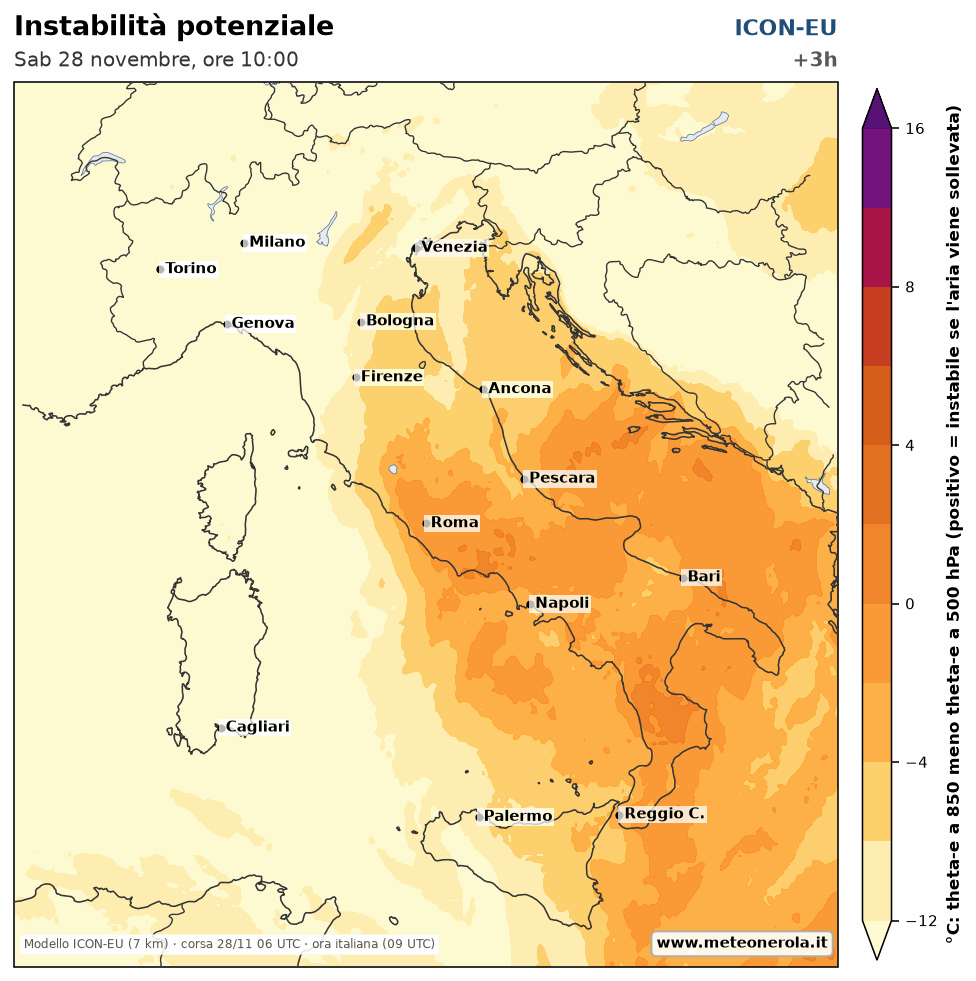 Instabilità potenziale
ICON-EU
Sab 28 novembre, ore 10:00
+3h
Milano
Venezia
Torino
Genova
Bologna
Firenze
Ancona
Pescara
Roma
Bari
Napoli
Cagliari
Palermo
Reggio C.
Modello ICON-EU (7 km) · corsa 28/11 06 UTC · ora italiana (09 UTC)
www.meteonerola.it
16
8
4
0
−4
−12
°C: theta-e a 850 meno theta-e a 500 hPa (positivo = instabile se l'aria viene sollevata)